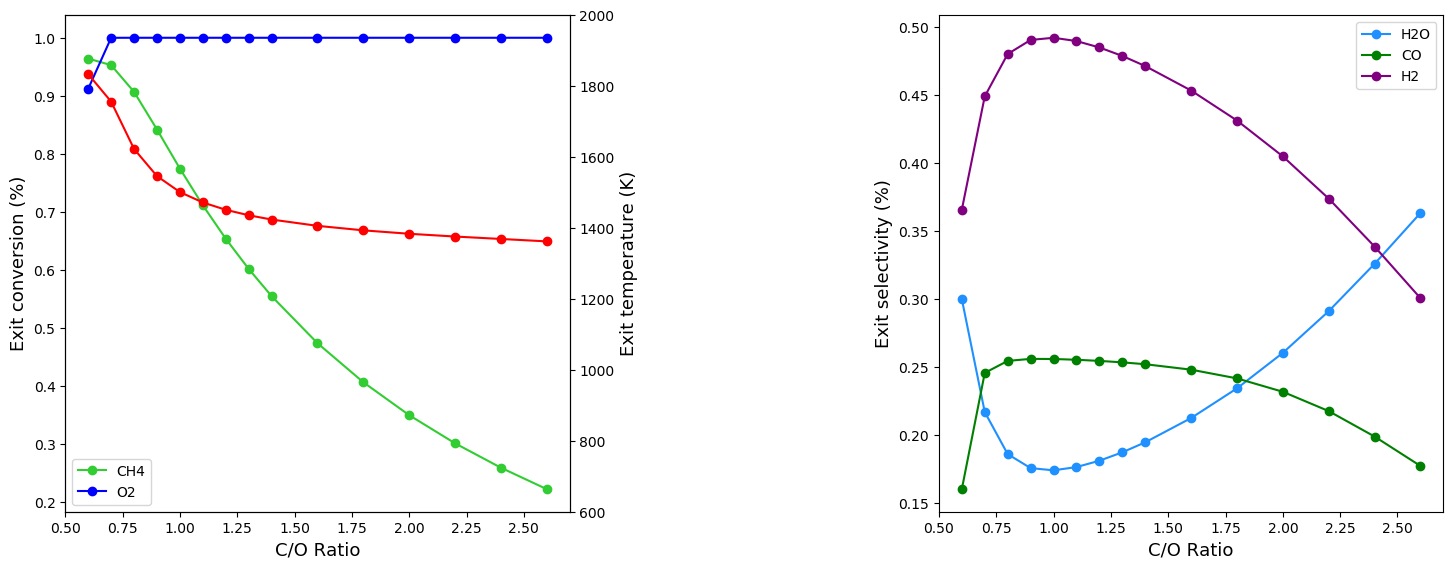 Exit conversion (%)
1.0
0.9
0.8
0.7
0.6
0.5
0.4
0.3
0.2
CH4
O2
0.50 0.75 1.00 1.25 1.50 1.75 2.00 2.25 2.50
C/O Ratio
2000
1800
1600
1400
1200
1000
800
600
Exit temperature (K)
Exit selectivity (%)
0.50
0.45
0.40
0.35
0.30
0.25
0.20
0.15
H2O
CO
H2
0.50 0.75 1.00 1.25 1.50 1.75 2.00 2.25 2.50
C/O Ratio